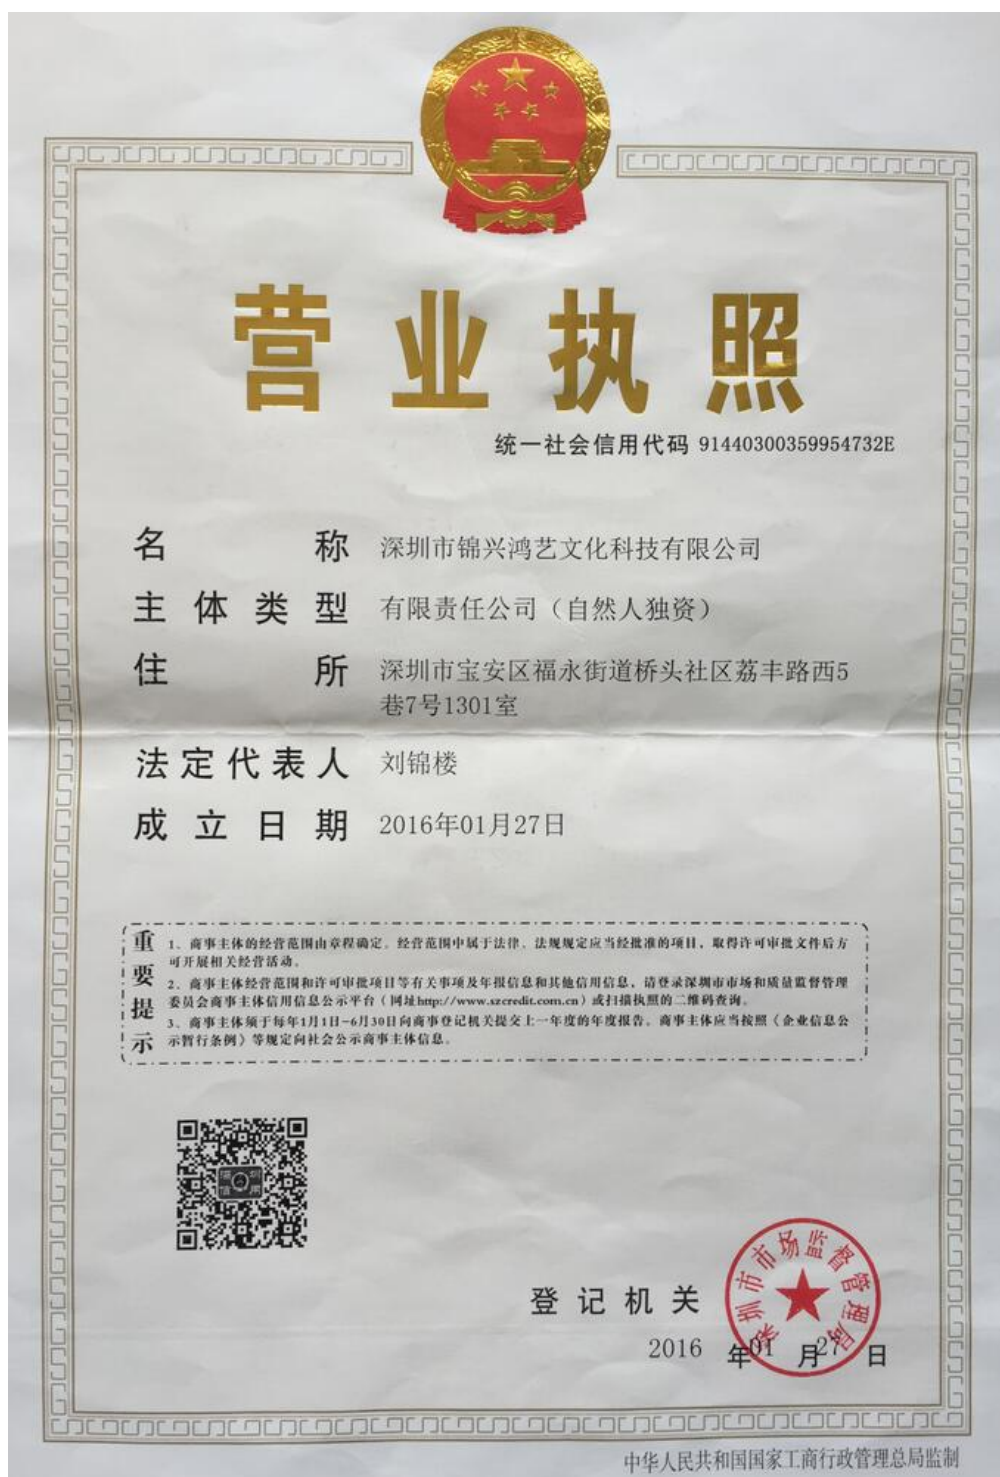 营业执照
统一社会信用代码 91440300359954732E
名称 深圳市锦兴鸿艺文化科技有限公司
主体类型 有限责任公司（自然人独资）
住所 深圳市宝安区福永街道桥头社区荔丰路西5
巷7号1301室
法定代表人 刘锦楼
成立日期 2016年01月27日
重要提示
1、商事主体的经营范围由章程确定。经营范围中属于法律、法规规定应当经批准的项目，取得许可审批文件后方
可开展相关经营活动。
2、商事主体经营范围和许可审批项目等有关事项及年报信息和其他信用信息，请登录深圳市市场和质量监督管理
委员会商事主体信用信息公示平台（网址http://www.szcredit.com.cn）或扫描执照的二维码查询。
3、商事主体须于每年1月1日-6月30日向商事登记机关提交上一年度的年度报告。商事主体应当按照《企业信息公
示暂行条例》等规定向社会公示商事主体信息。
深圳信用
登记机关
深圳市市场监督管理局
2016 年01 月27 日
中华人民共和国国家工商行政管理总局监制